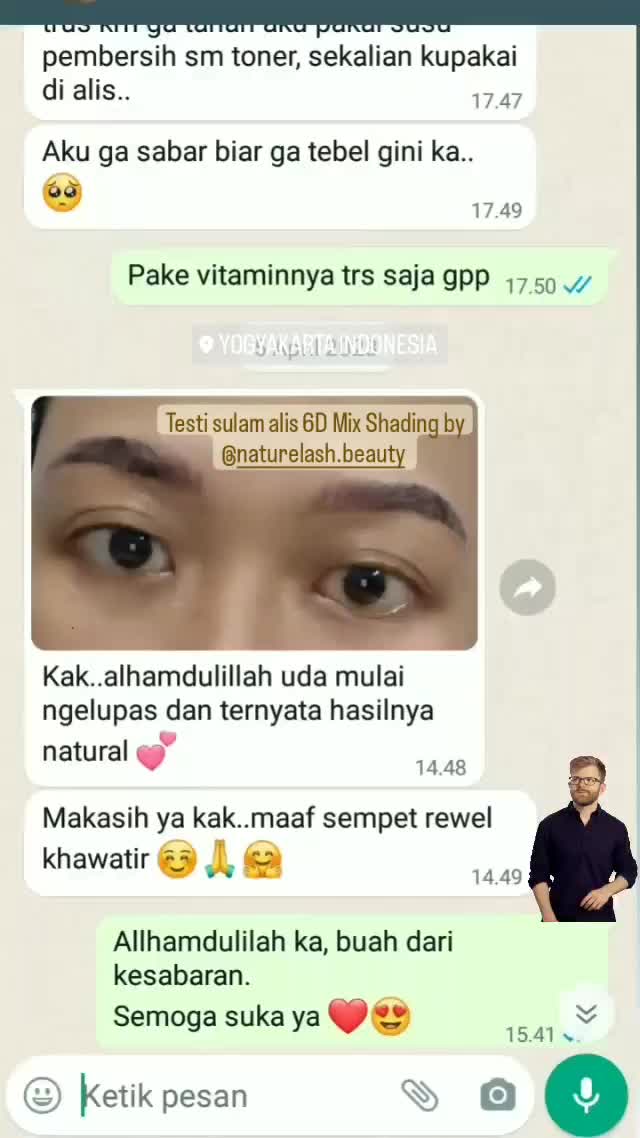 pembersih sm toner, sekalian kupakai
di alis..
17.47
Aku ga sabar biar ga tebel gini ka..
🥺
17.49
Pake vitaminnya trs saja gpp
17.50
YOGYAKARTA, INDONESIA
Testi sulam alis 6D Mix Shading by
@naturelash.beauty
Kak..alhamdulillah uda mulai
ngelupas dan ternyata hasilnya
natural 💕
14.48
Makasih ya kak..maaf sempet rewel
khawatir ☺️🙏🤗
14.49
Allhamdulilah ka, buah dari
kesabaran.
Semoga suka ya ❤️😍
15.41
Ketik pesan